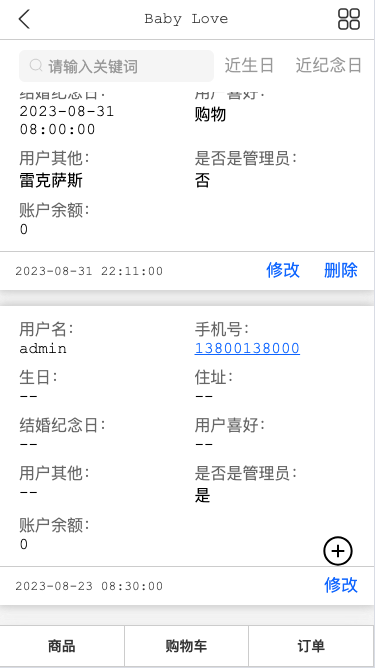 Baby Love
请输入关键词 近生日 近纪念日
结婚纪念日: 用户喜好:
2023-08-31 购物
08:00:00
用户其他: 是否是管理员:
雷克萨斯 否
账户余额:
0
2023-08-31 22:11:00 修改 删除
用户名: 手机号:
admin 13800138000
生日: 住址:
-- --
结婚纪念日: 用户喜好:
-- --
用户其他: 是否是管理员:
-- 是
账户余额:
0
2023-08-23 08:30:00 修改
商品 购物车 订单